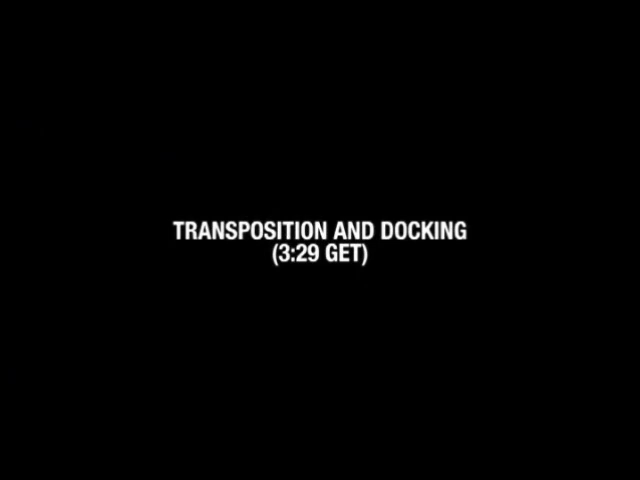 TRANSPOSITION AND DOCKING
(3:29 GET)